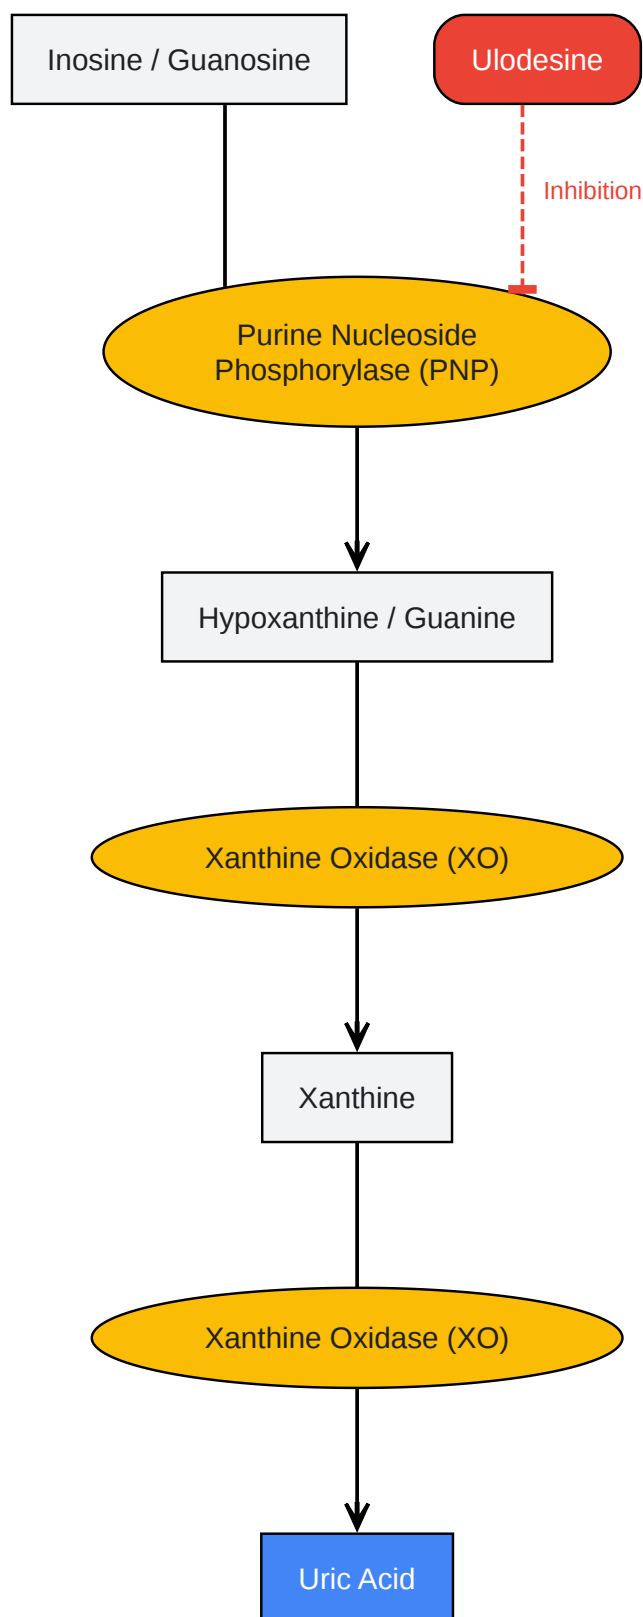 Inosine / Guanosine
Ulodesine
Inhibition
Purine Nucleoside
Phosphorylase (PNP)
Hypoxanthine / Guanine
Xanthine Oxidase (XO)
Xanthine
Xanthine Oxidase (XO)
Uric Acid